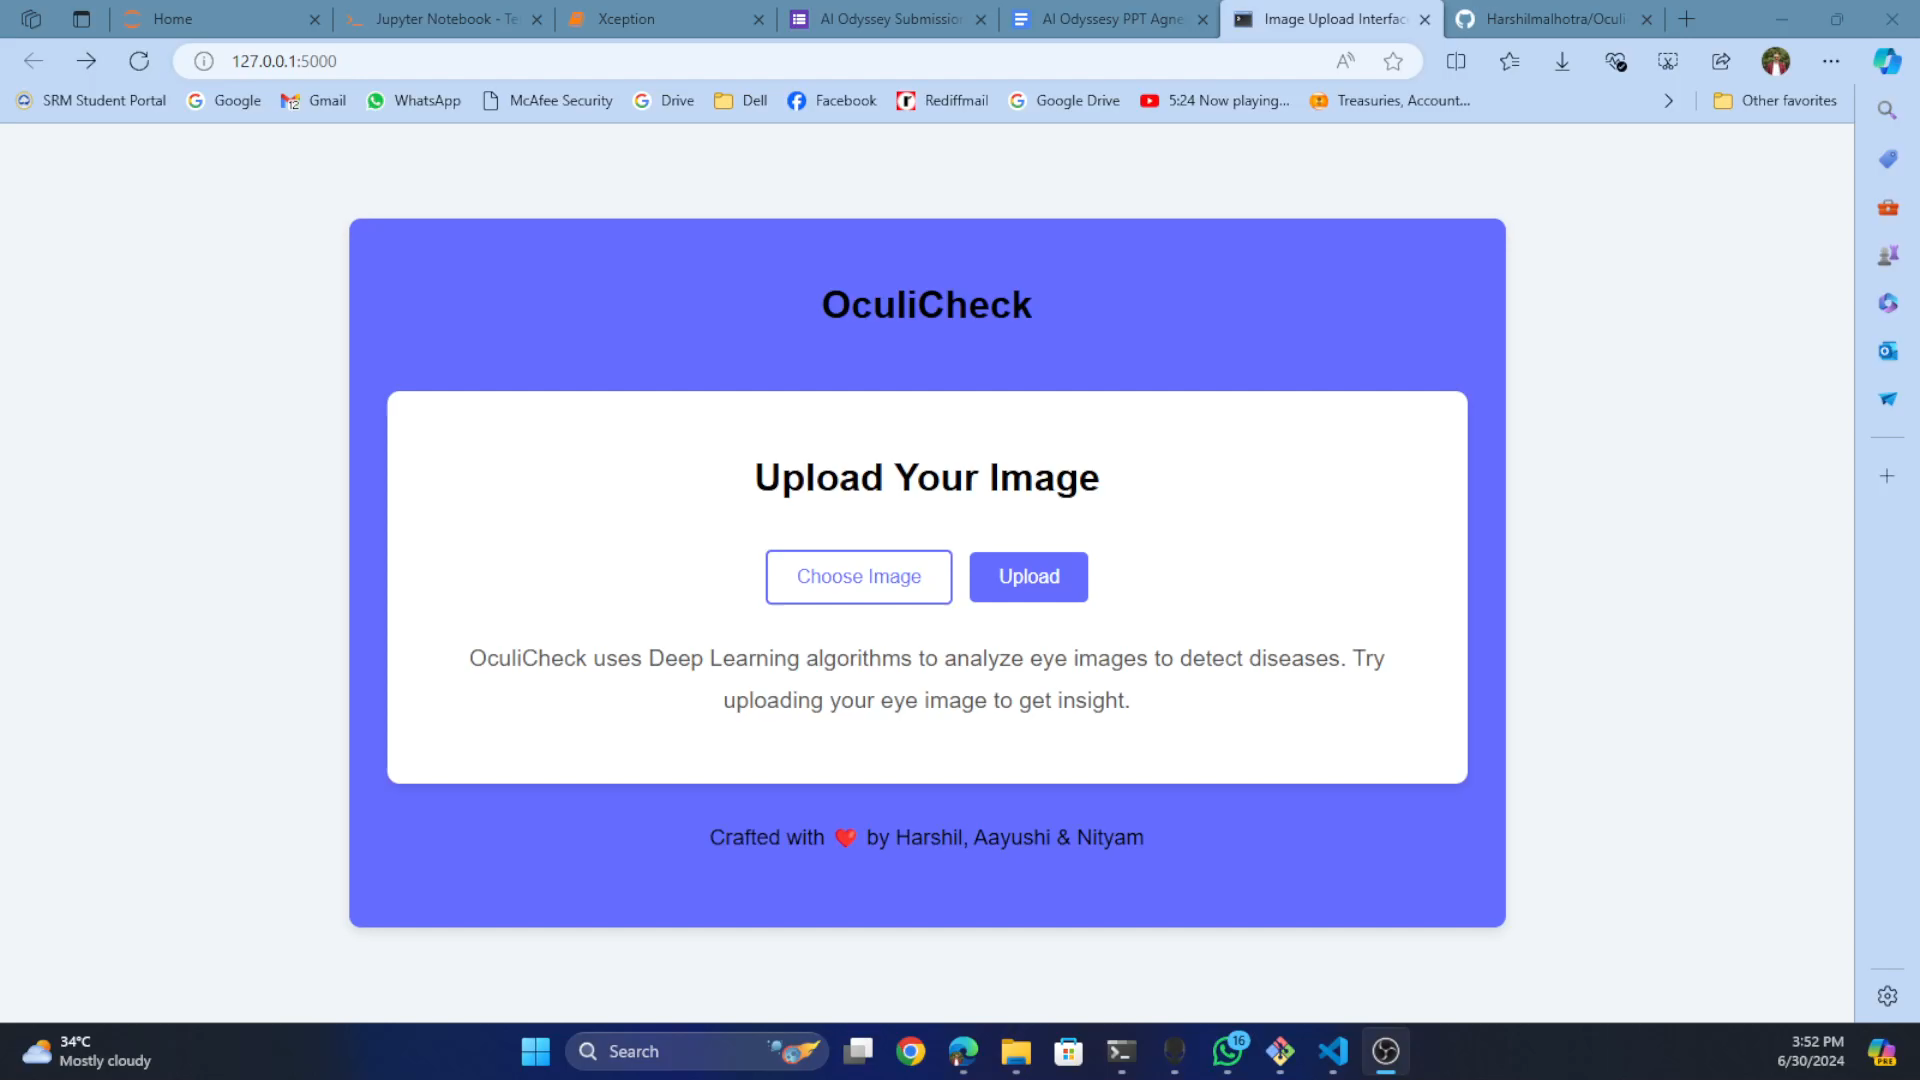 Home
Jupyter Notebook - Te
Xception
AI Odyssey Submission
AI Odyssesy PPT Agne
Image Upload Interfac
Harshilmalhotra/Oculi
127.0.0.1:5000
SRM Student Portal
Google
Gmail
WhatsApp
McAfee Security
Drive
Dell
Facebook
Rediffmail
Google Drive
5:24 Now playing...
Treasuries, Account...
Other favorites
OculiCheck
Upload Your Image
Choose Image
Upload
OculiCheck uses Deep Learning algorithms to analyze eye images to detect diseases. Try
uploading your eye image to get insight.
Crafted with ❤️ by Harshil, Aayushi & Nityam
34°C
Mostly cloudy
Search
16
3:52 PM
6/30/2024
PRE